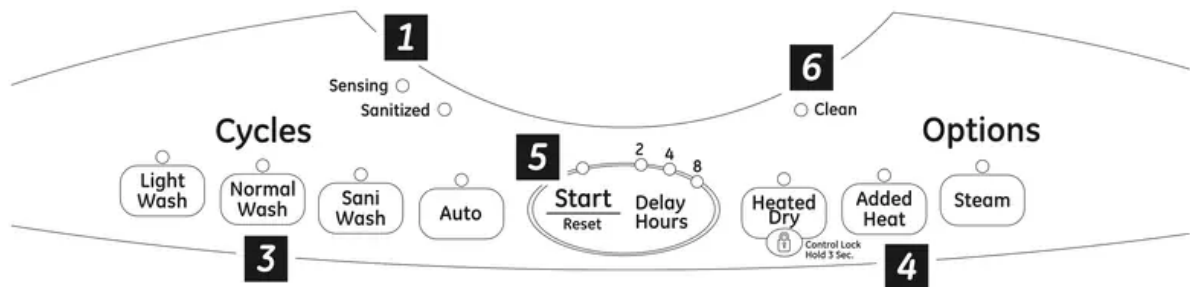 1
6
Sensing
Sanitized
Clean
Cycles
Options
5
2 4 8
Light
Wash
Normal
Wash
Sani
Wash
Auto
Start
Reset
Delay
Hours
Heated
Dry
Control Lock
Hold 3 Sec.
Added
Heat
Steam
3
4